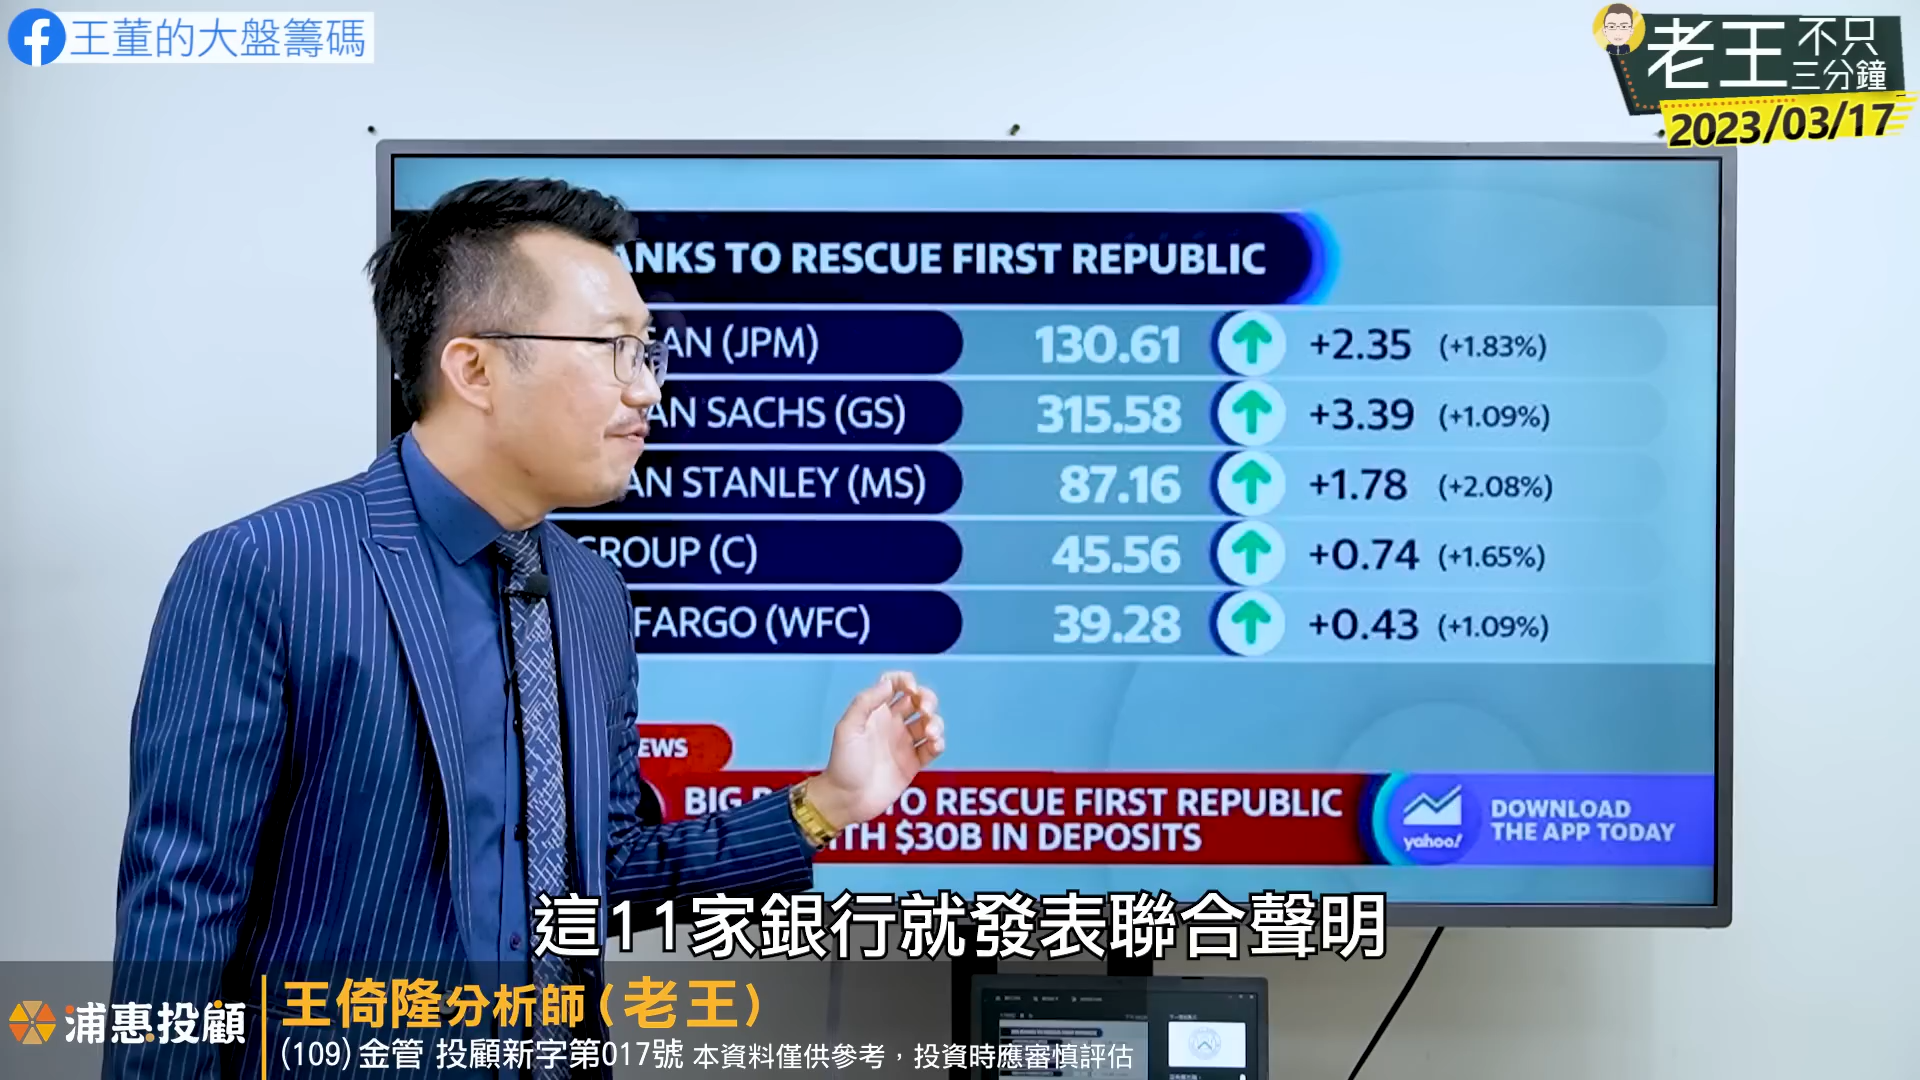 王董的大盤籌碼
老王 不只
三分鐘
2023/03/17
ANKS TO RESCUE FIRST REPUBLIC
GAN (JPM) 130.61 +2.35 (+1.83%)
AN SACHS (GS) 315.58 +3.39 (+1.09%)
AN STANLEY (MS) 87.16 +1.78 (+2.08%)
GROUP (C) 45.56 +0.74 (+1.65%)
FARGO (WFC) 39.28 +0.43 (+1.09%)
EWS
BIG TO RESCUE FIRST REPUBLIC
TH $30B IN DEPOSITS
yahoo!
DOWNLOAD
THE APP TODAY
這11家銀行就發表聯合聲明
浦惠投顧
王倚隆分析師(老王)
(109) 金管 投顧新字第017號 本資料僅供參考，投資時應審慎評估